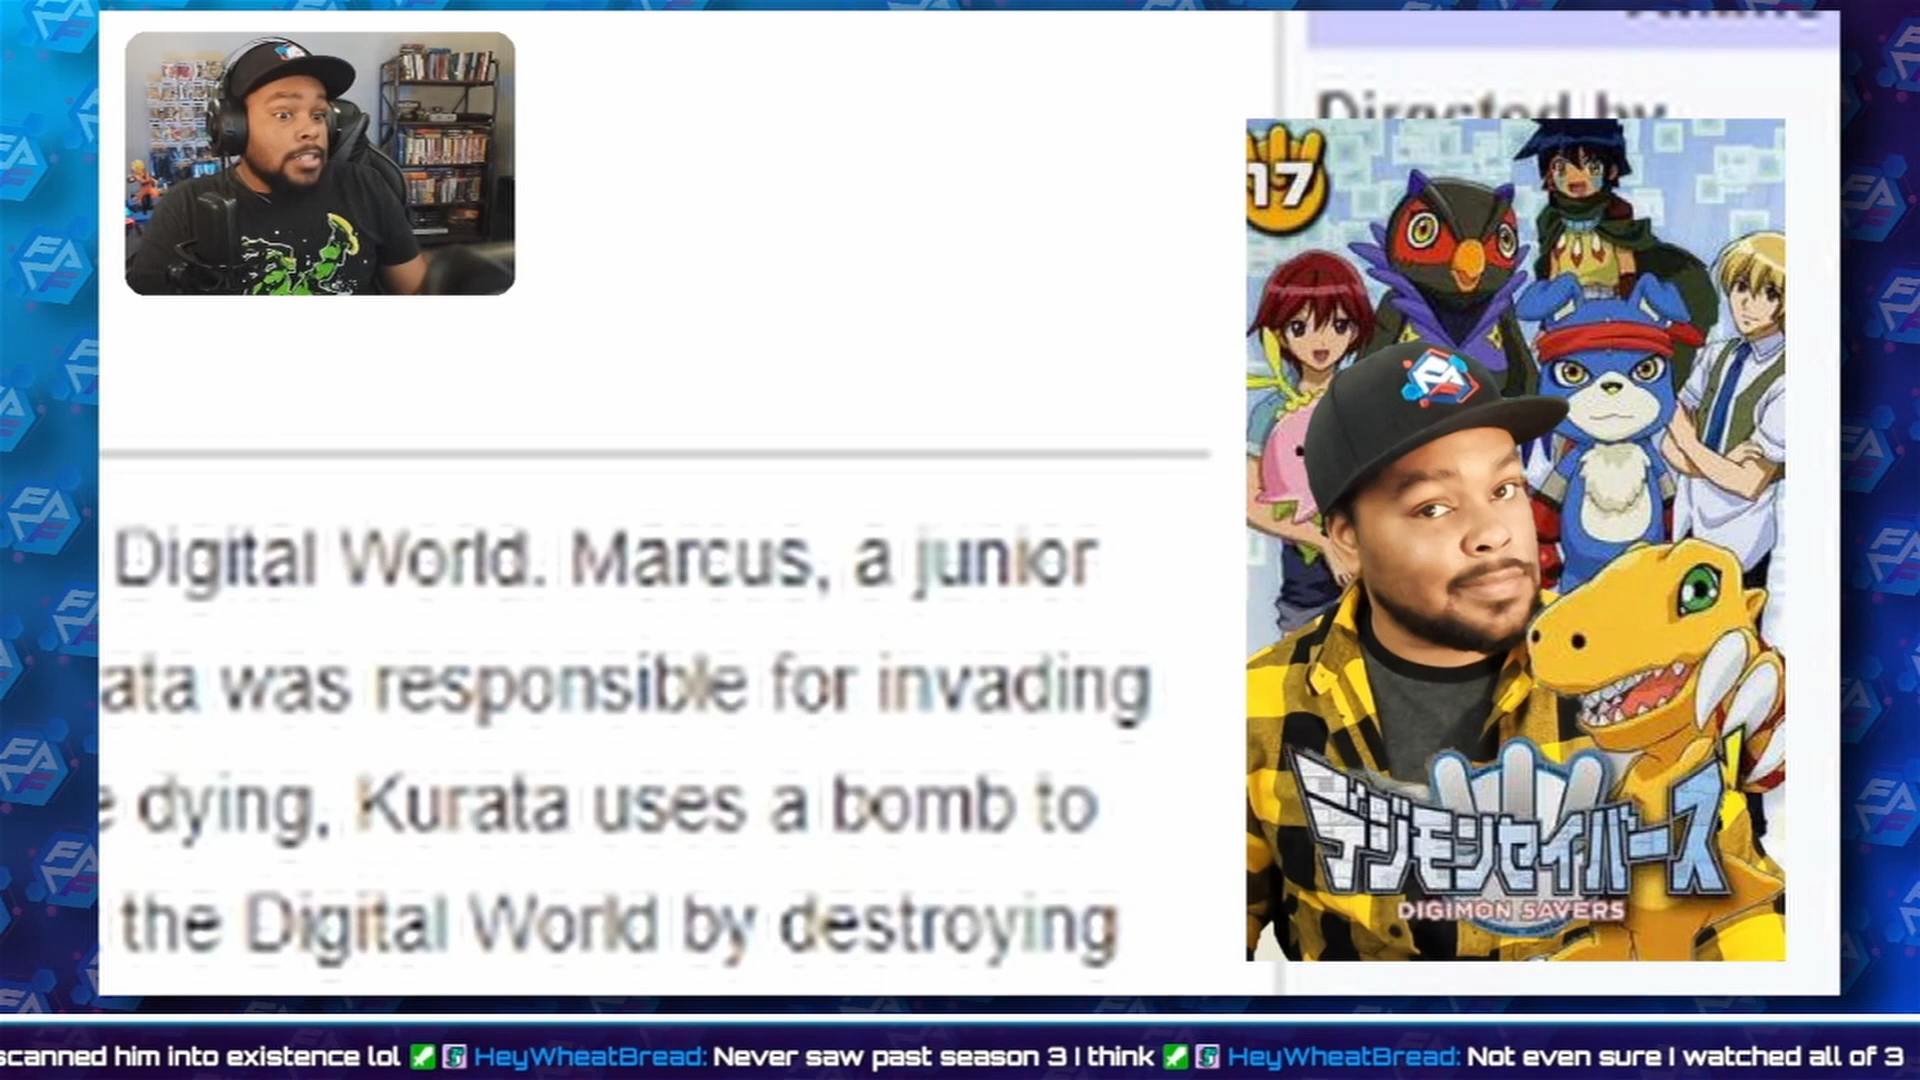 Directed by
17
Digital World. Marcus, a junior
ata was responsible for invading
e dying, Kurata uses a bomb to
the Digital World by destroying
デジモンセイバース
DIGIMON SAVERS
scanned him into existence lol HeyWheatBread: Never saw past season 3 I think HeyWheatBread: Not even sure I watched all of 3